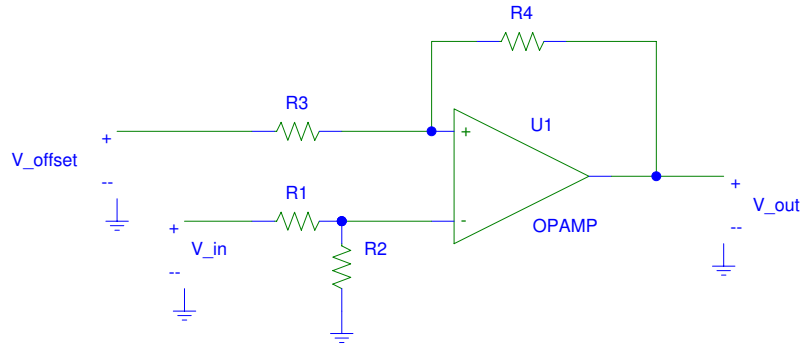 R4
R3
U1
+
+
V_offset
--
R1
-
+
V_out
+
V_in
R2
OPAMP
--
--